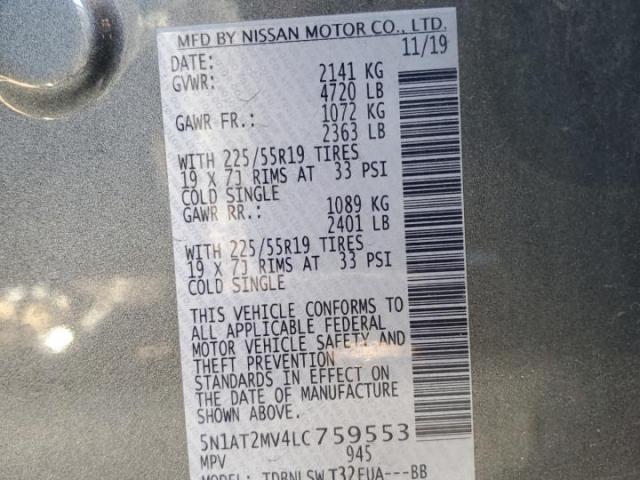 MFD BY NISSAN MOTOR CO., LTD.
DATE: 11/19
GVWR: 2141 KG
4720 LB
GAWR FR.: 1072 KG
2363 LB
WITH 225/55R19 TIRES
19 X 7J RIMS AT 33 PSI
COLD SINGLE
GAWR RR.: 1089 KG
2401 LB
WITH 225/55R19 TIRES
19 X 7J RIMS AT 33 PSI
COLD SINGLE
THIS VEHICLE CONFORMS TO
ALL APPLICABLE FEDERAL
MOTOR VEHICLE SAFETY AND
THEFT PREVENTION
STANDARDS IN EFFECT ON
THE DATE OF MANUFACTURE
SHOWN ABOVE.
5N1AT2MV4LC759553
MPV 945
MODEL: TDRNLSW T32EUA---BB